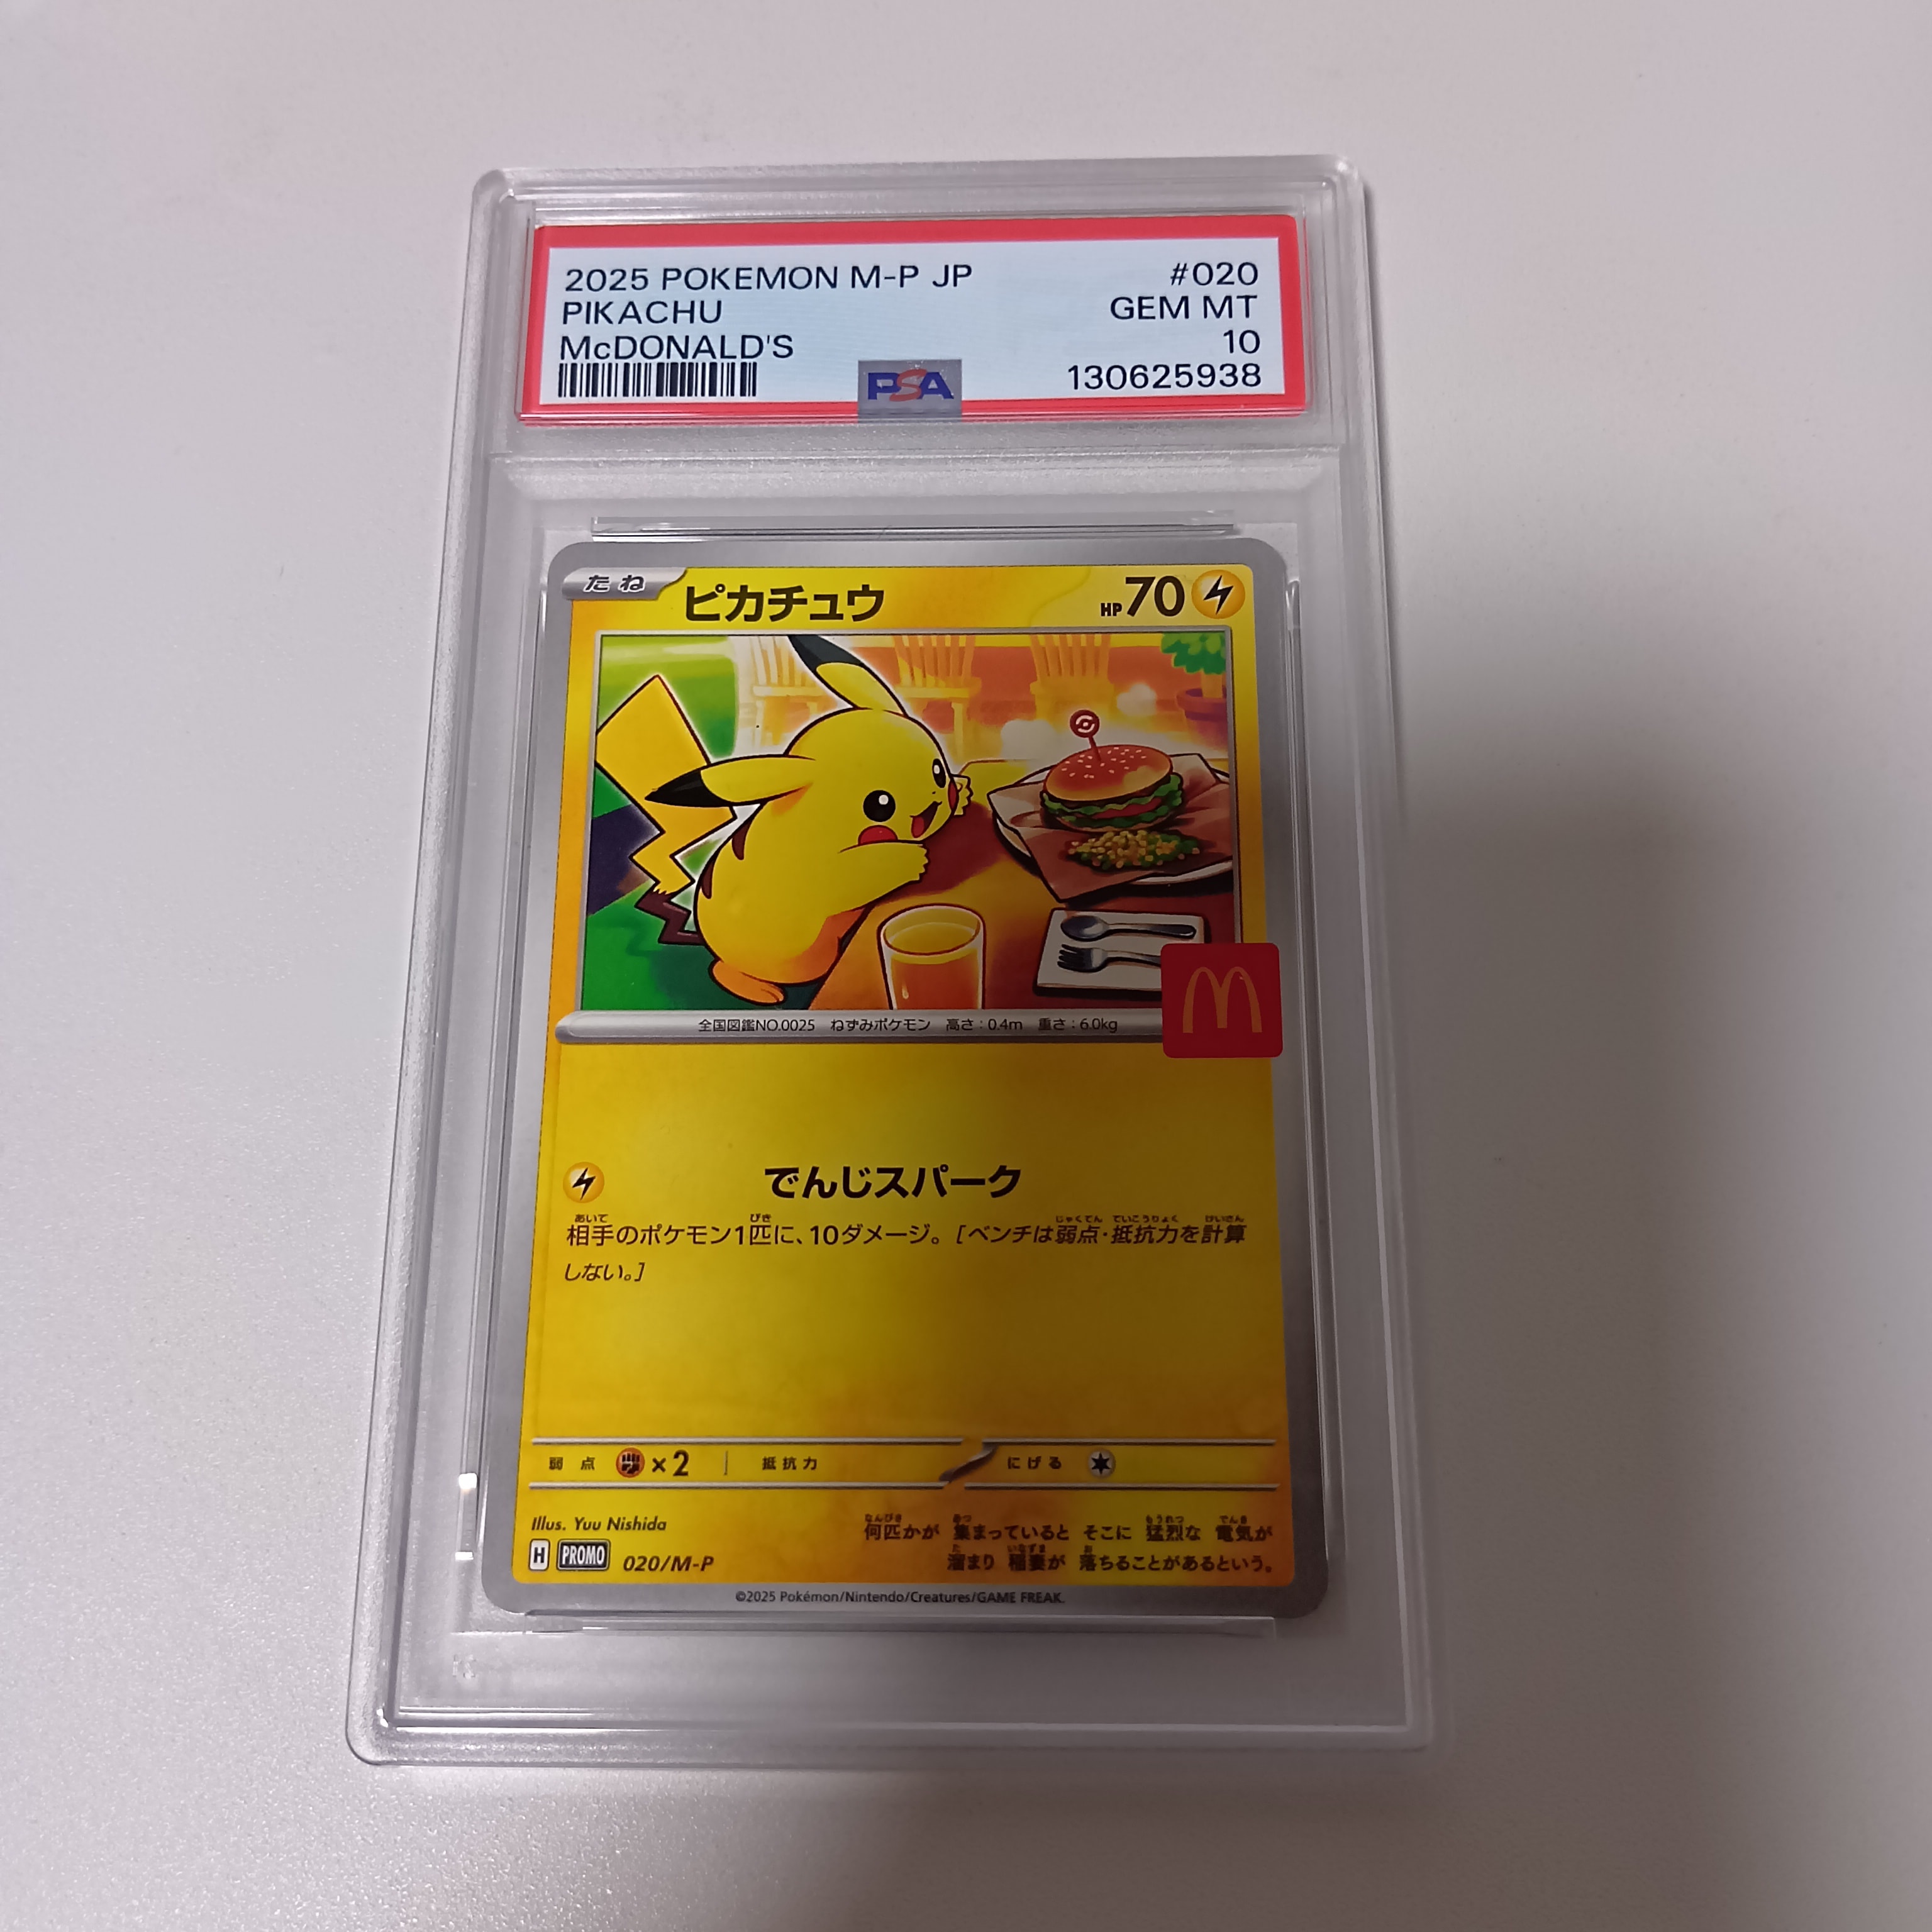 2025 POKEMON M-P JP #020
PIKACHU GEM MT
McDONALD'S 10
PSA 130625938
たね ピカチュウ HP70
全国図鑑NO.0025 ねずみポケモン 高さ:0.4m 重さ:6.0kg
M
でんじスパーク
相手のポケモン1匹に、10ダメージ。[ベンチは弱点・抵抗力を計算
しない。]
弱点 ×2 抵抗力 にげる
Illus. Yuu Nishida
H PROMO 020/M-P
何匹かが 集まっていると そこに 猛烈な 電気が
溜まり 稲妻が 落ちることがあるという。
©2025 Pokémon/Nintendo/Creatures/GAME FREAK.